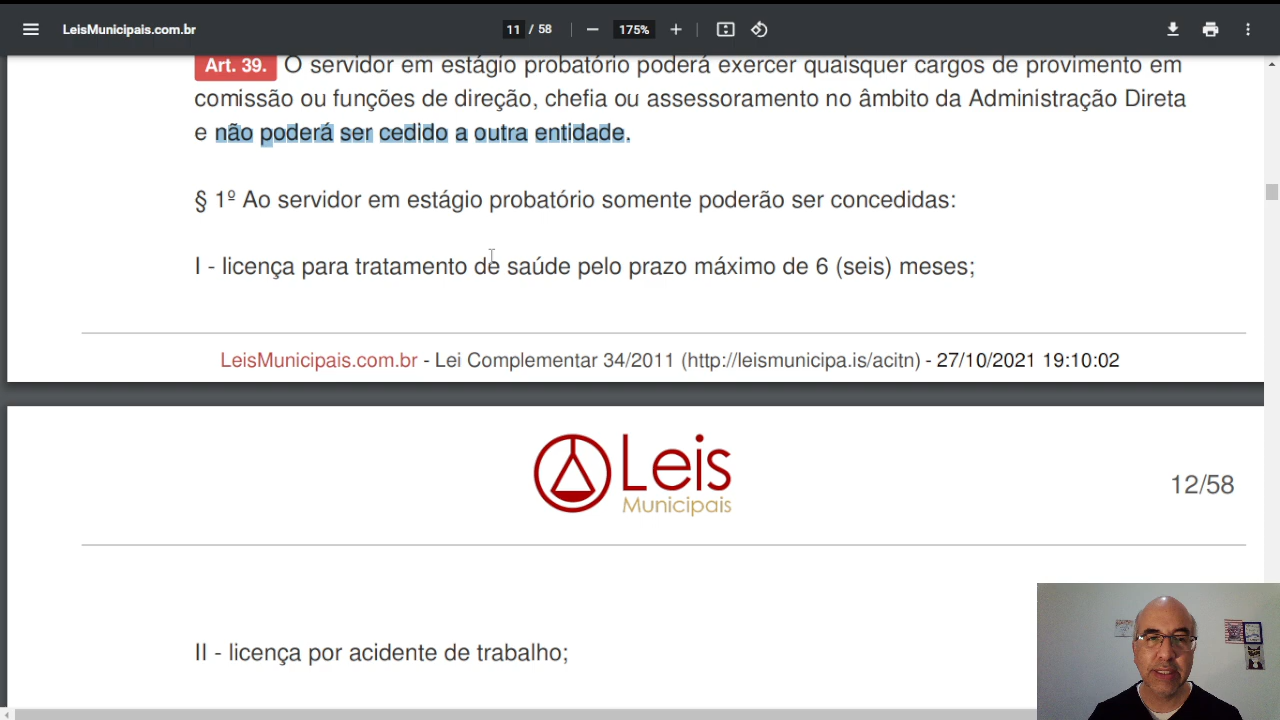 LeisMunicipais.com.br
11 / 58
175%
Art. 39. O servidor em estágio probatório poderá exercer quaisquer cargos de provimento em
comissão ou funções de direção, chefia ou assessoramento no âmbito da Administração Direta
e não poderá ser cedido a outra entidade.
§ 1º Ao servidor em estágio probatório somente poderão ser concedidas:
I - licença para tratamento de saúde pelo prazo máximo de 6 (seis) meses;
LeisMunicipais.com.br - Lei Complementar 34/2011 (http://leismunicipa.is/acitn) - 27/10/2021 19:10:02
Leis
Municipais
12/58
II - licença por acidente de trabalho;